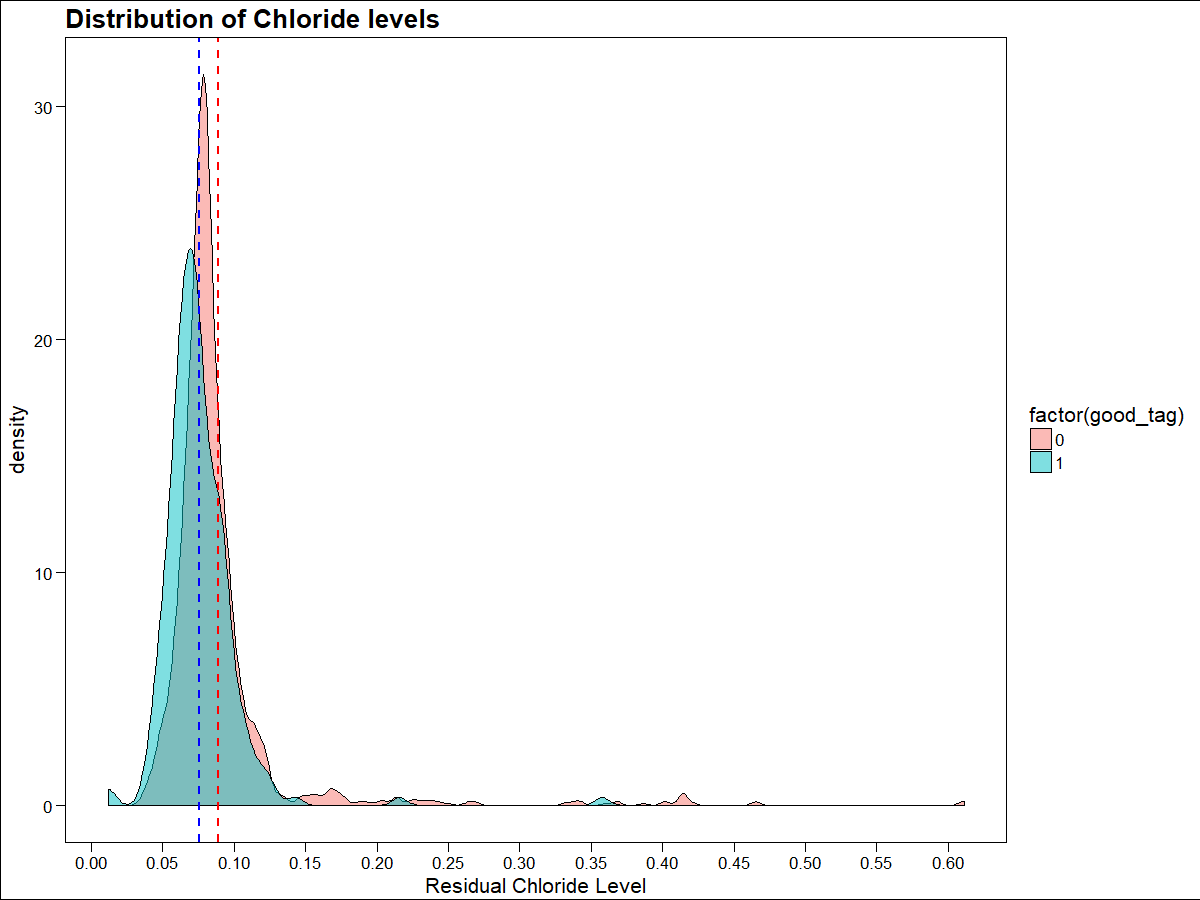 Distribution of Chloride levels
30
20
10
0
density
0.00 0.05 0.10 0.15 0.20 0.25 0.30 0.35 0.40 0.45 0.50 0.55 0.60
Residual Chloride Level
factor(good_tag)
0
1